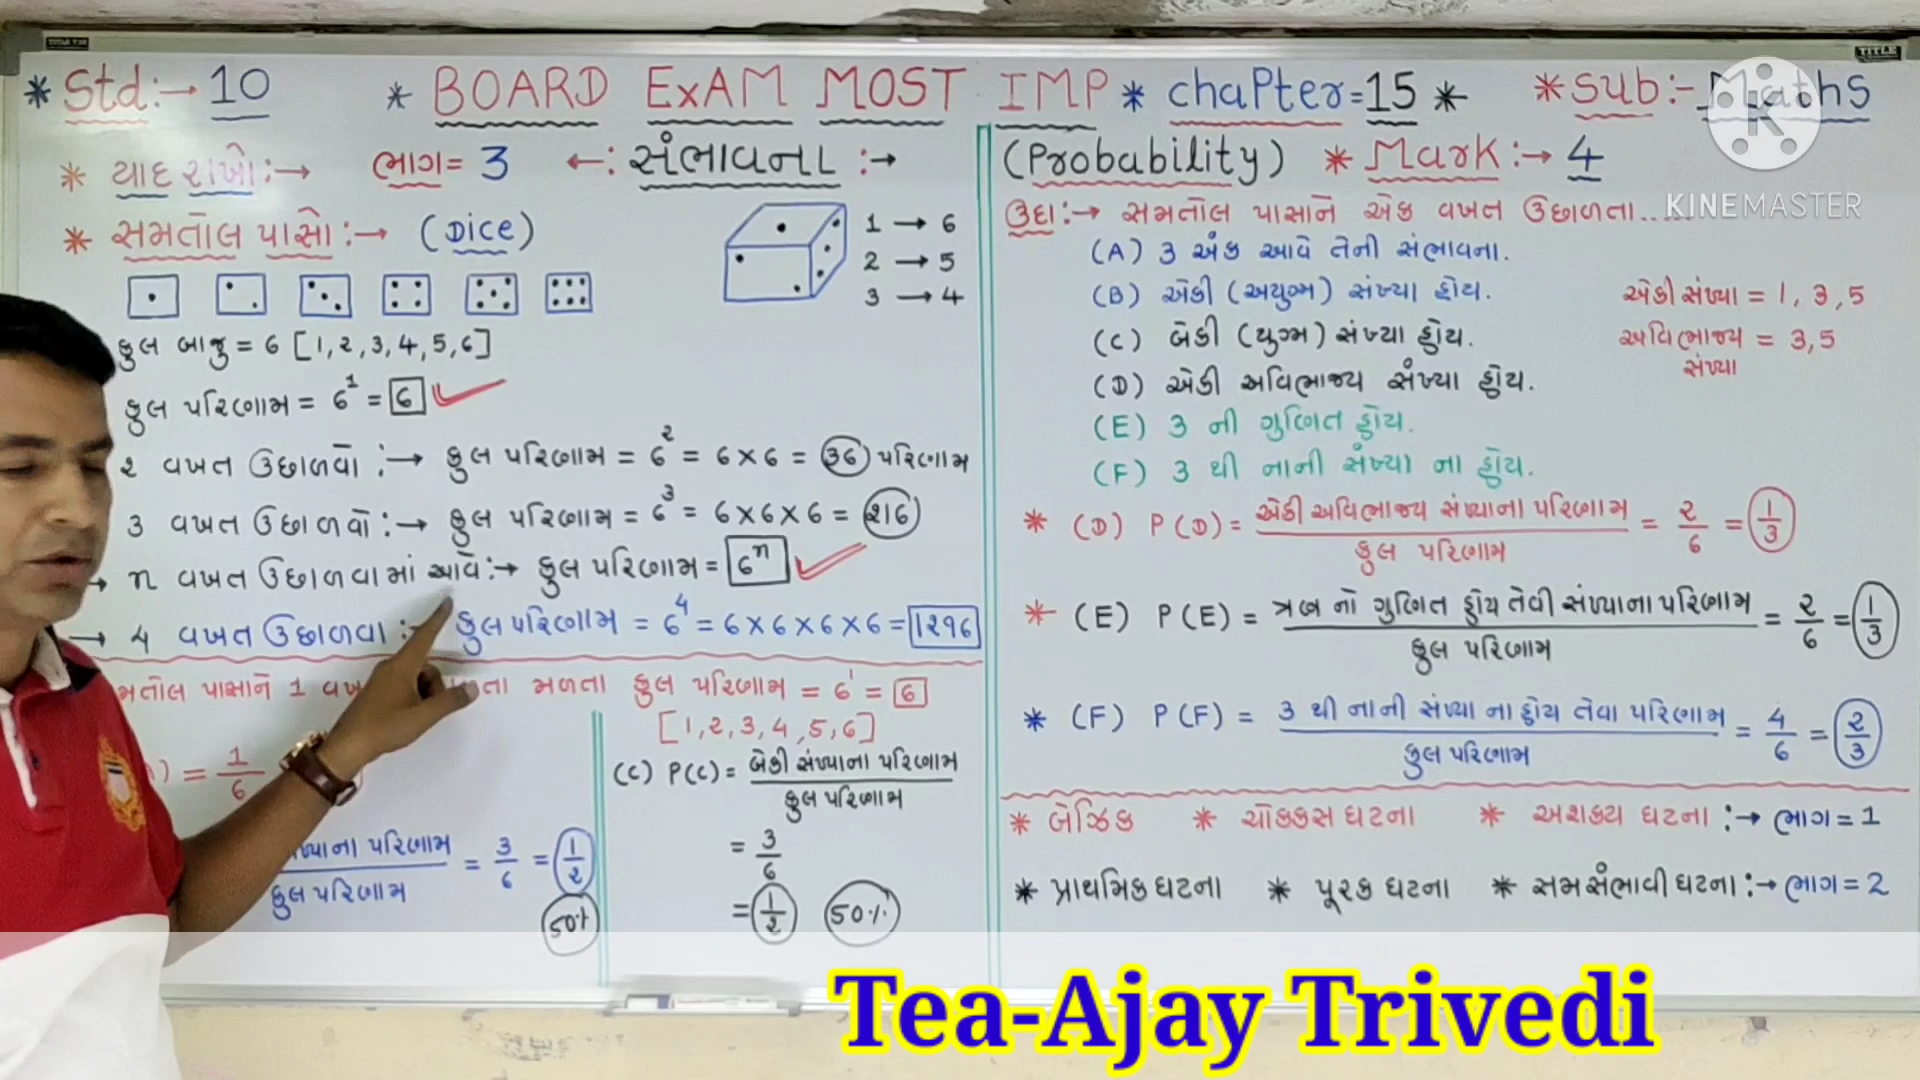 * Std:→ 10 * BOARD ExAM MOST IMP * chaPter=15 * * Sub:- Maths
* યાદ રાખો:→ ભાગ= 3 ←: સંભાવના :→ (Probability) * Mark:→ 4
KINEMASTER
* સમતોલ પાસો:→ (Dice)
1 → 6
2 → 5
3 → 4
કુલ બાજુ = 6 [1,2,3,4,5,6]
કુલ પરિણામ = 6¹ = 6
૨ વખત ઉછાળવો :→ કુલ પરિણામ = 6² = 6×6 = 36 પરિણામ
3 વખત ઉછાળવો :→ કુલ પરિણામ = 6³ = 6×6×6 = 216
→ n વખત ઉછાળવામાં આવે:→ કુલ પરિણામ = 6ⁿ
→ 4 વખત ઉછાળવા :→ કુલ પરિણામ = 6⁴ = 6×6×6×6 = 1296
પાસાને 1 કુલ પરિણામ = 6¹ = 6
[1,2,3,4,5,6]
) = 1/6
પરિણામ / કુલ પરિણામ = 3/6 = 1/2
50%
(C) P(C) = બેકી સંખ્યાના પરિણામ / કુલ પરિણામ
= 3/6
= 1/2 50%
ઉદા:→ સમતોલ પાસાને એક વખત ઉછાળતા.....
(A) 3 અંક આવે તેની સંભાવના.
(B) એકી (અયુગ્મ) સંખ્યા હોય.
(C) બેકી (યુગ્મ) સંખ્યા હોય.
(D) એકી અવિભાજ્ય સંખ્યા હોય.
(E) 3 ની ગુણિત હોય.
(F) 3 થી નાની સંખ્યા ના હોય.
એકી સંખ્યા = 1, 3, 5
અવિભાજ્ય સંખ્યા = 3,5
* (D) P(D) = એકી અવિભાજ્ય સંખ્યાના પરિણામ / કુલ પરિણામ = 2/6 = 1/3
* (E) P(E) = ત્રણ નો ગુણિત હોય તેવી સંખ્યાના પરિણામ / કુલ પરિણામ = 2/6 = 1/3
* (F) P(F) = 3 થી નાની સંખ્યા ના હોય તેવા પરિણામ / કુલ પરિણામ = 4/6 = 2/3
* બેઝિક * ચોક્કસ ઘટના * અશક્ય ઘટના :→ ભાગ = 1
* પ્રાથમિક ઘટના * પૂરક ઘટના * સમસંભાવી ઘટના :→ ભાગ = 2
Tea-Ajay Trivedi